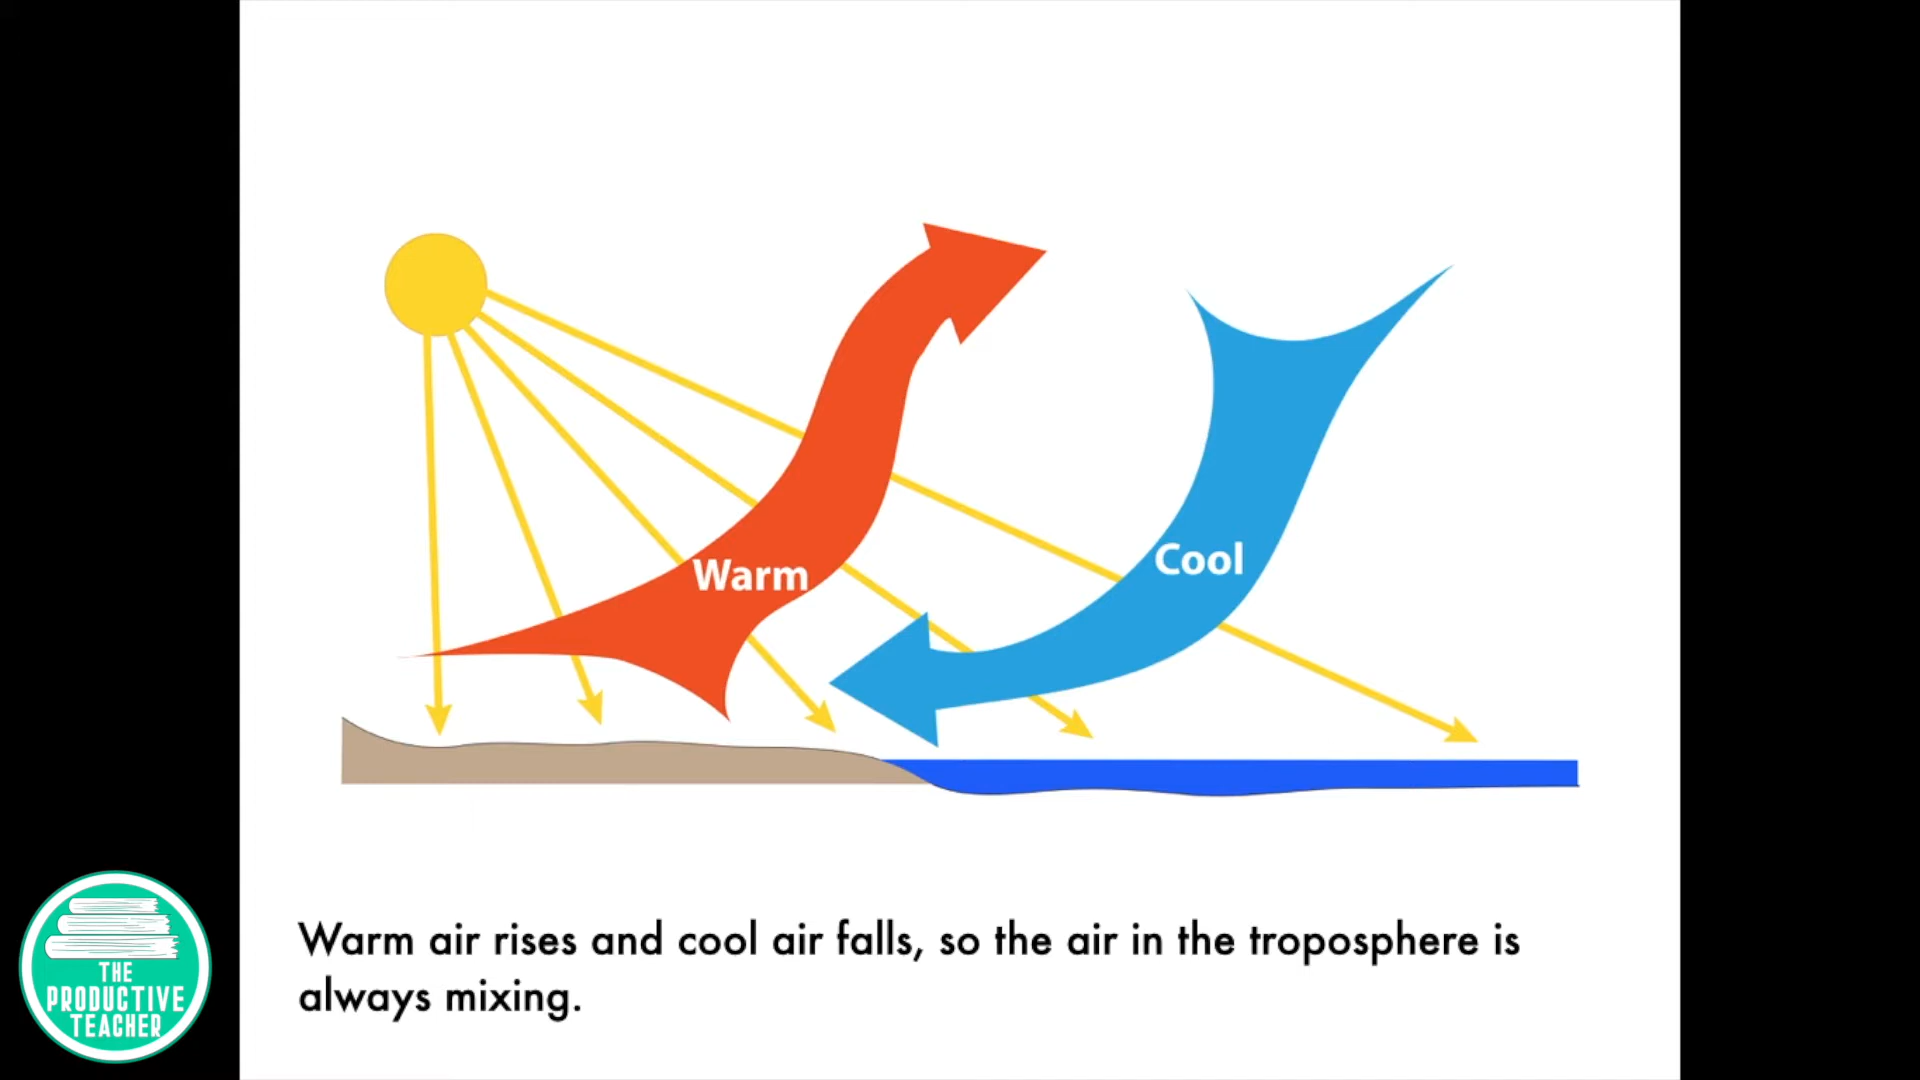 Warm
Cool
Warm air rises and cool air falls, so the air in the troposphere is
always mixing.
THE
PRODUCTIVE
TEACHER